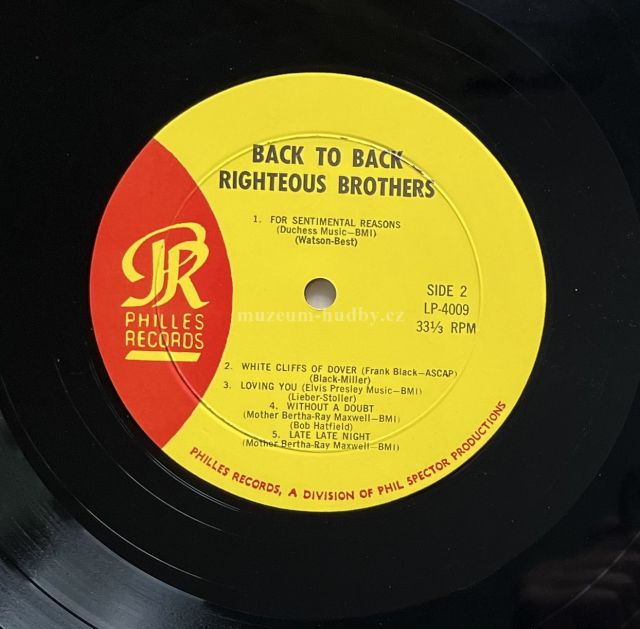 BACK TO BACK
RIGHTEOUS BROTHERS
1. FOR SENTIMENTAL REASONS
(Duchess Music—BMI)
(Watson-Best)
PR
PHILLES
RECORDS
SIDE 2
LP-4009
33⅓ RPM
muzeum-hudby.cz
2. WHITE CLIFFS OF DOVER (Frank Black—ASCAP)
(Black-Miller)
3. LOVING YOU (Elvis Presley Music—BMI)
(Lieber-Stoller)
4. WITHOUT A DOUBT
(Mother Bertha-Ray Maxwell—BMI)
(Bob Hatfield)
5. LATE LATE NIGHT
(Mother Bertha-Ray Maxwell—BMI)
PHILLES RECORDS, A DIVISION OF PHIL SPECTOR PRODUCTIONS